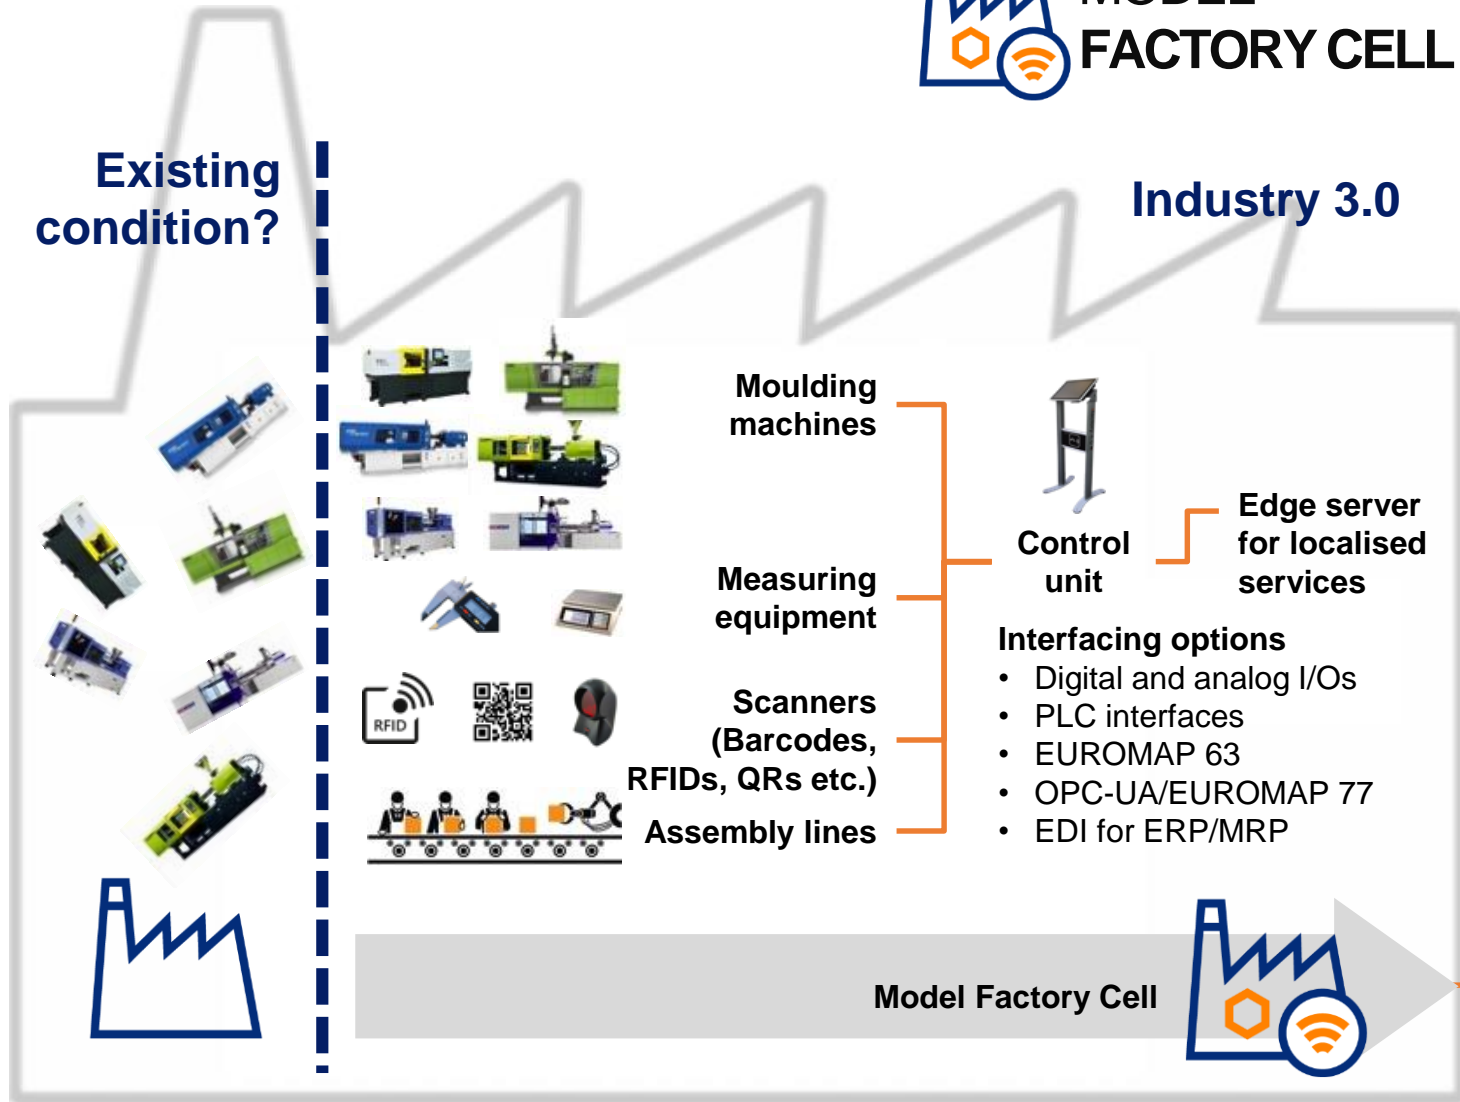 MODEL
FACTORY CELL
Existing
condition?
Industry 3.0
Moulding
machines
Measuring
equipment
RFID
Scanners
(Barcodes,
RFIDs, QRs etc.)
Assembly lines
Control
unit
Edge server
for localised
services
Interfacing options
• Digital and analog I/Os
• PLC interfaces
• EUROMAP 63
• OPC-UA/EUROMAP 77
• EDI for ERP/MRP
Model Factory Cell